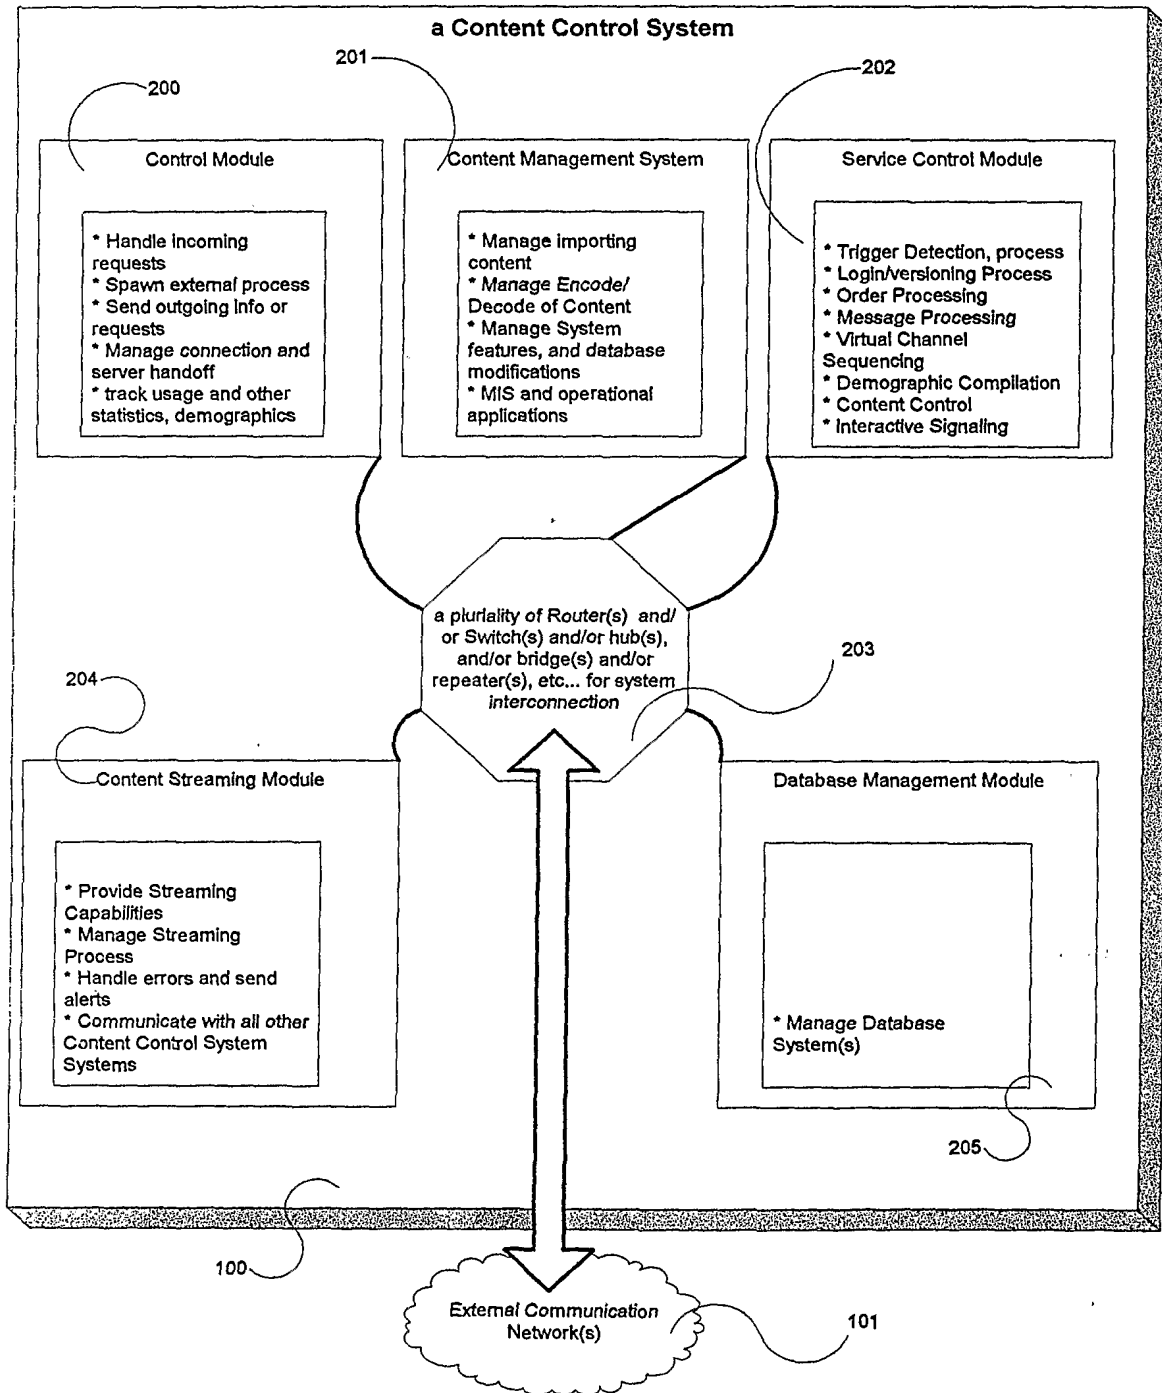 a Content Control System
200
201
202
Control Module
* Handle incoming
requests
* Spawn external process
* Send outgoing info or
requests
* Manage connection and
server handoff
* track usage and other
statistics, demographics
Content Management System
* Manage importing
content
* Manage Encode/
Decode of Content
* Manage System
features, and database
modifications
* MIS and operational
applications
Service Control Module
* Trigger Detection, process
* Login/versioning Process
* Order Processing
* Message Processing
* Virtual Channel
Sequencing
* Demographic Compilation
* Content Control
* Interactive Signaling
a pluriality of Router(s) and/
or Switch(s) and/or hub(s),
and/or bridge(s) and/or
repeater(s), etc... for system
interconnection
203
204
Content Streaming Module
* Provide Streaming
Capabilities
* Manage Streaming
Process
* Handle errors and send
alerts
* Communicate with all other
Content Control System
Systems
Database Management Module
* Manage Database
System(s)
205
100
External Communication
Network(s)
101